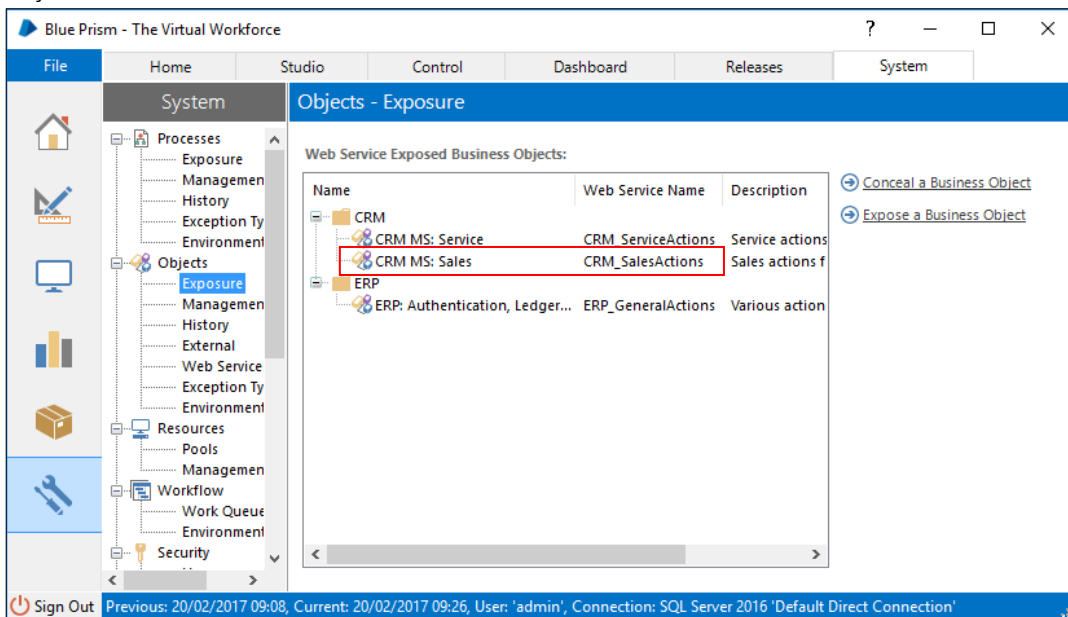 Blue Prism - The Virtual Workforce
?
File Home Studio Control Dashboard Releases System
System
Objects - Exposure
Processes
Exposure
Managemen
History
Exception Ty
Environment
Objects
Exposure
Managemen
History
External
Web Service
Exception Ty
Environment
Resources
Pools
Managemen
Workflow
Work Queue
Environment
Security
Web Service Exposed Business Objects:
Name Web Service Name Description
CRM
CRM MS: Service CRM_ServiceActions Service actions
CRM MS: Sales CRM_SalesActions Sales actions f
ERP
ERP: Authentication, Ledger... ERP_GeneralActions Various action
Conceal a Business Object
Expose a Business Object
Sign Out Previous: 20/02/2017 09:08, Current: 20/02/2017 09:26, User: 'admin', Connection: SQL Server 2016 'Default Direct Connection'